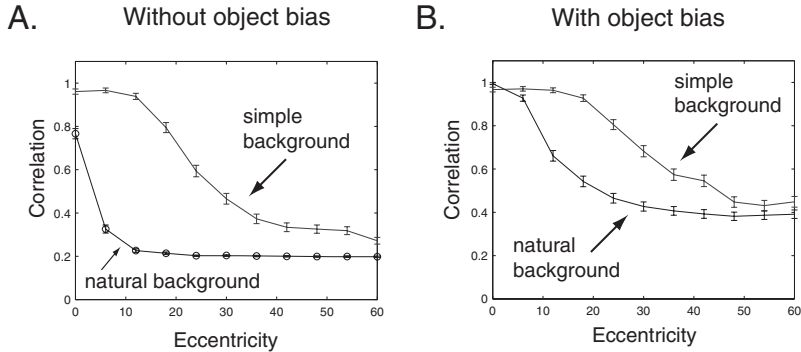 A.
Without object bias
1
0.8
0.6
0.4
0.2
0
0 10 20 30 40 50 60
Correlation
Eccentricity
simple
background
natural background
B.
With object bias
1
0.8
0.6
0.4
0.2
0
0 10 20 30 40 50 60
Correlation
Eccentricity
simple
background
natural
background